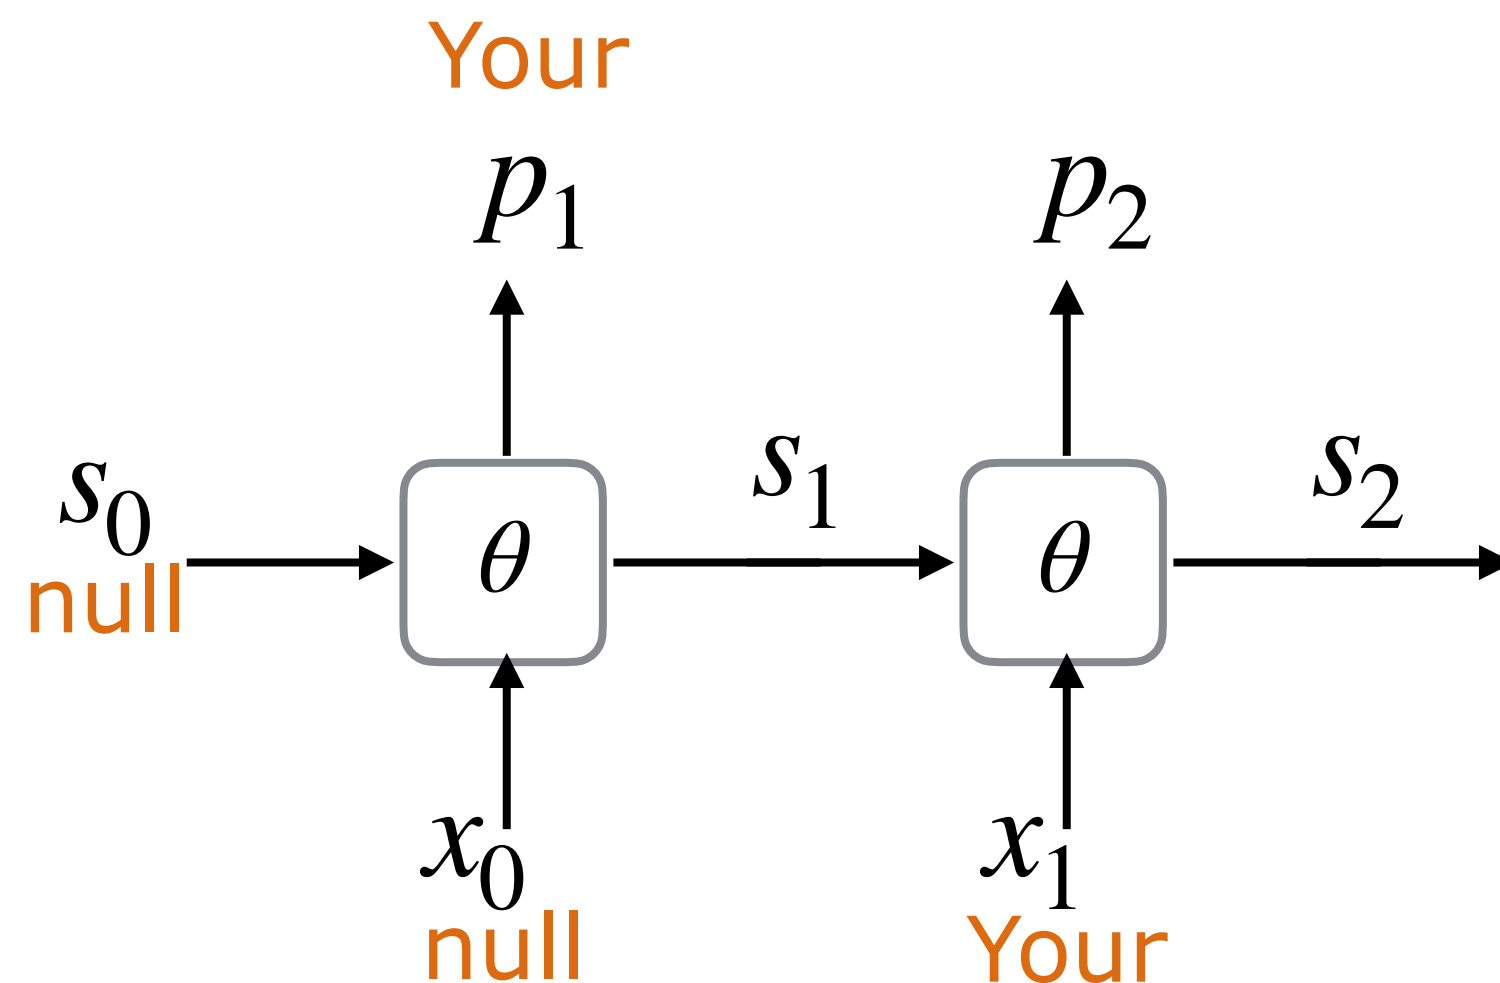 Your
p₁ p₂
s₀ s₁ s₂
null
θ θ
x₀ x₁
null Your